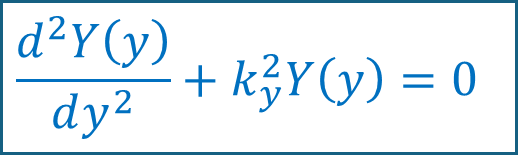 d²Y(y)/dy² + k_y²Y(y) = 0